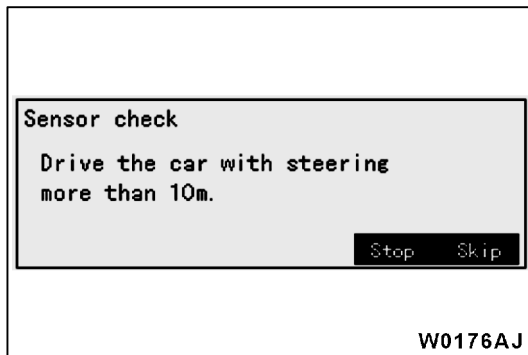 Sensor check
Drive the car with steering
more than 10m.
Stop Skip
W0176AJ